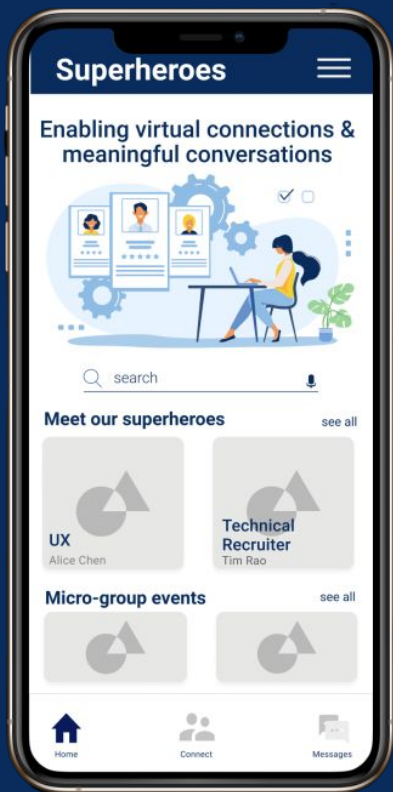 Superheroes
Enabling virtual connections &
meaningful conversations
search
Meet our superheroes
see all
UX
Alice Chen
Technical
Recruiter
Tim Rao
Micro-group events
see all
Home
Connect
Messages